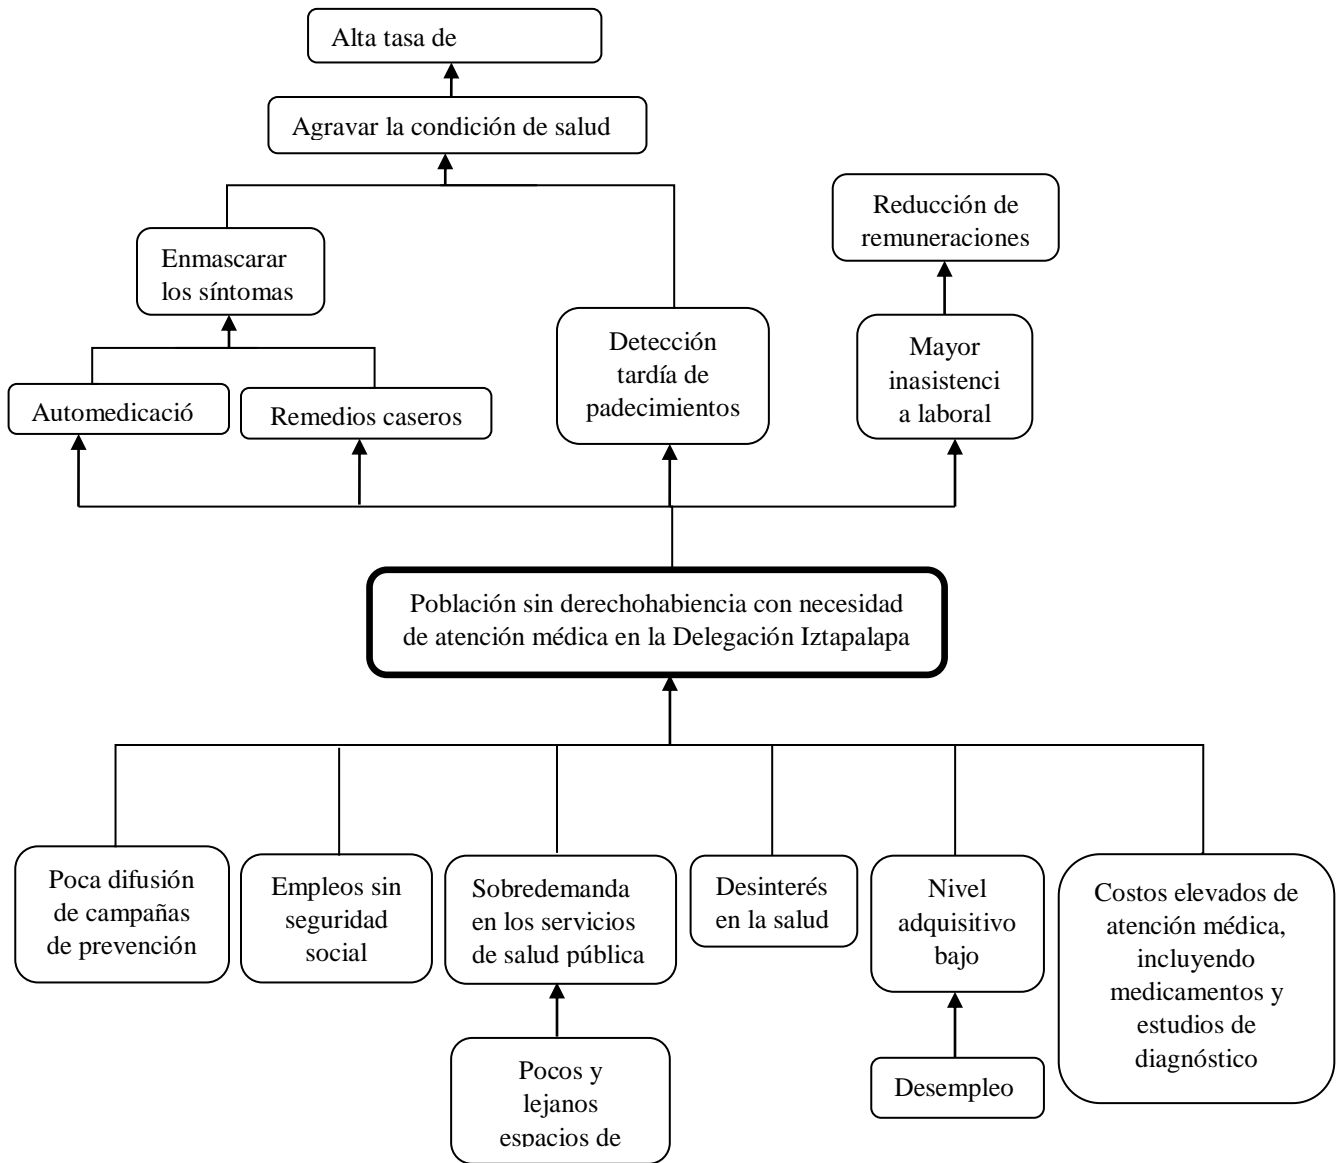 Alta tasa de
Agravar la condición de salud
Reducción de
remuneraciones
Enmascarar
los síntomas
Detección
tardía de
padecimientos
Mayor
inasistenci
a laboral
Automedicació
Remedios caseros
Población sin derechohabiencia con necesidad
de atención médica en la Delegación Iztapalapa
Poca difusión
de campañas
de prevención
Empleos sin
seguridad
social
Sobredemanda
en los servicios
de salud pública
Desinterés
en la salud
Nivel
adquisitivo
bajo
Costos elevados de
atención médica,
incluyendo
medicamentos y
estudios de
diagnóstico
Pocos y
lejanos
espacios de
Desempleo